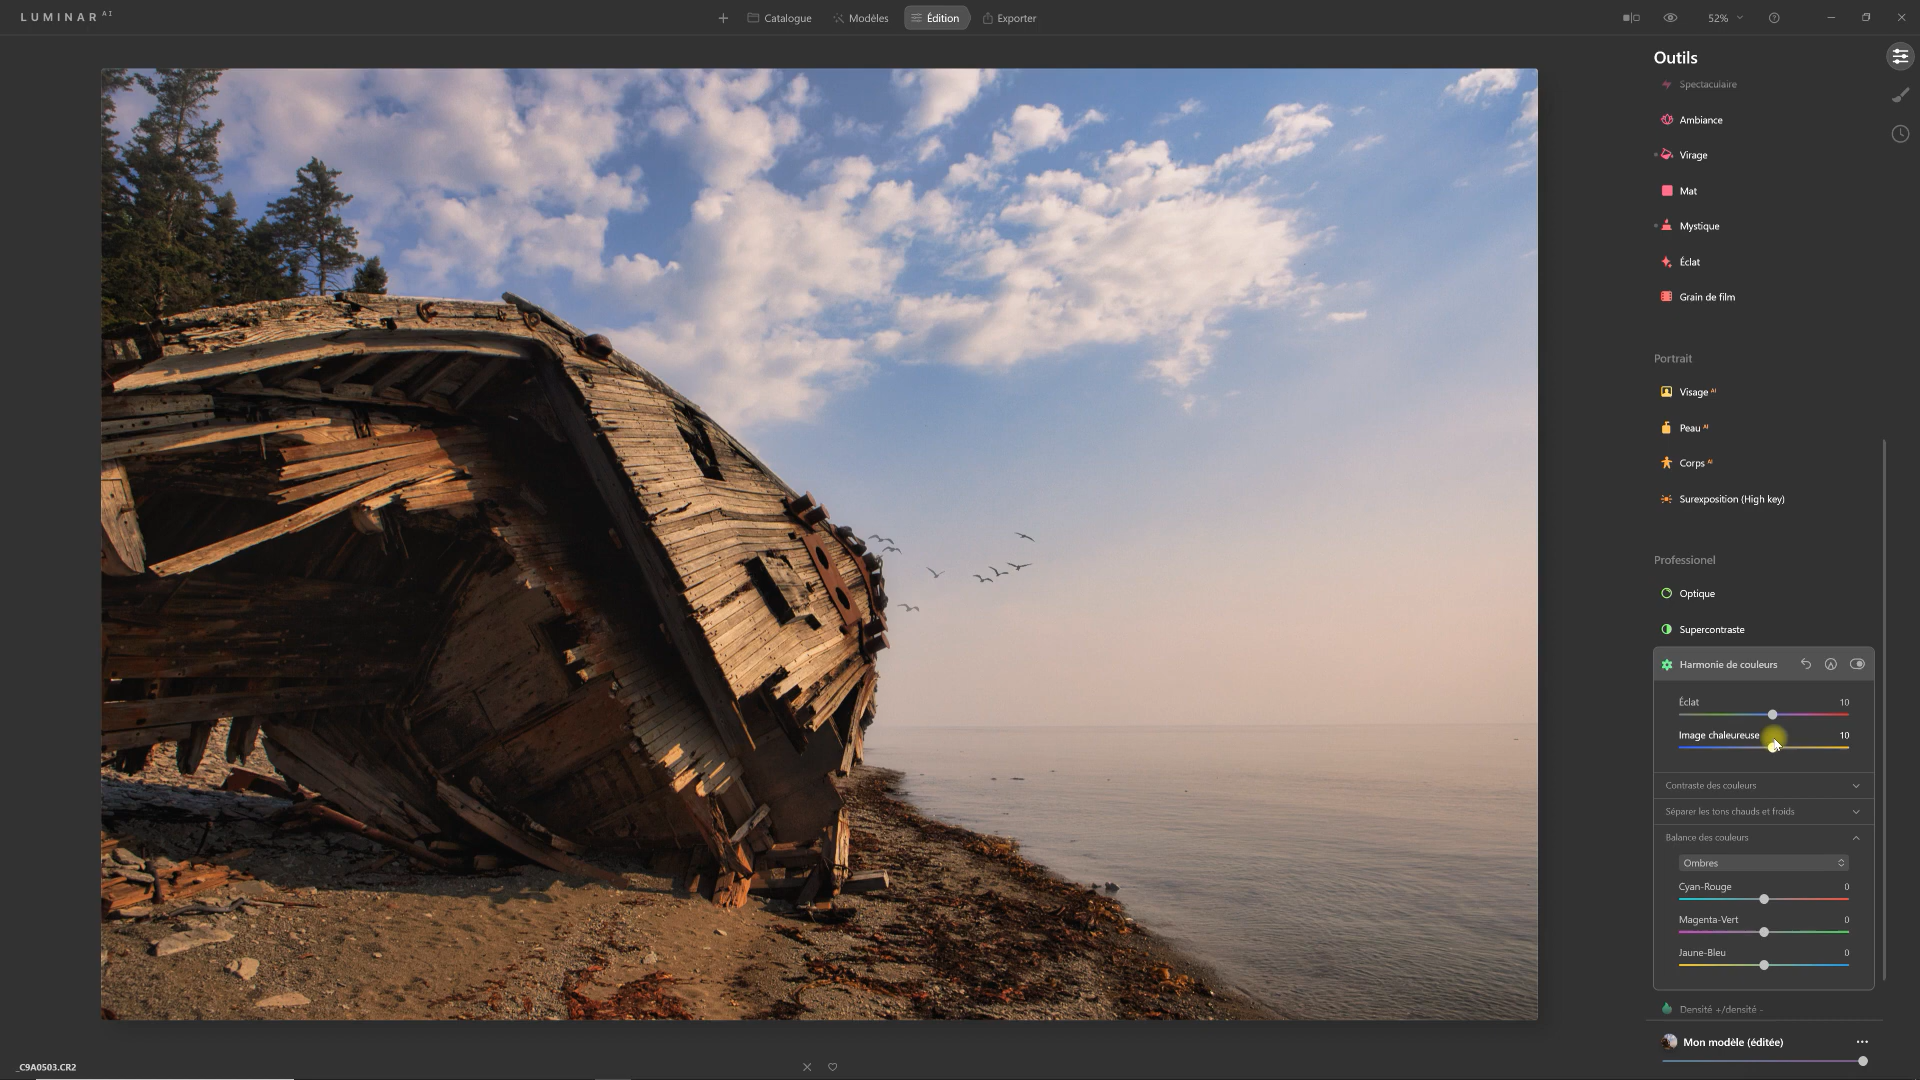 LUMINAR AI
Catalogue
Modèles
Édition
Exporter
52%
Outils
Spectaculaire
Ambiance
Virage
Mat
Mystique
Éclat
Grain de film
Portrait
Visage AI
Peau AI
Corps AI
Surexposition (High key)
Professionel
Optique
Supercontraste
Harmonie de couleurs
Éclat 10
Image chaleureuse 10
Contraste des couleurs
Séparer les tons chauds et froids
Balance des couleurs
Ombres
Cyan-Rouge 0
Magenta-Vert 0
Jaune-Bleu 0
Densité +/densité -
Mon modèle (éditée)
_C9A0503.CR2